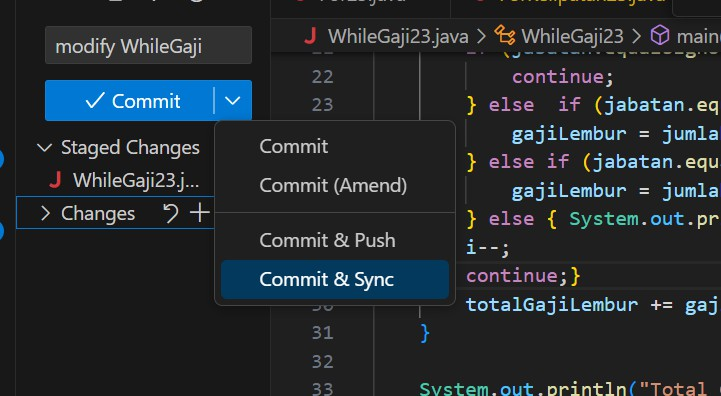 modify WhileGaji
Commit
Staged Changes
WhileGaji23.j...
Changes
Commit
Commit (Amend)
Commit & Push
Commit & Sync
WhileGaji23.java > WhileGaji23 > main
22 continue;
23 } else  if (jabatan.equ
gajiLembur = jumla
} else if (jabatan.equa
gajiLembur = jumla
} else { System.out.pr
i--;
continue;}
totalGajiLembur += gaj
31 }
32
33 System.out.println("Total